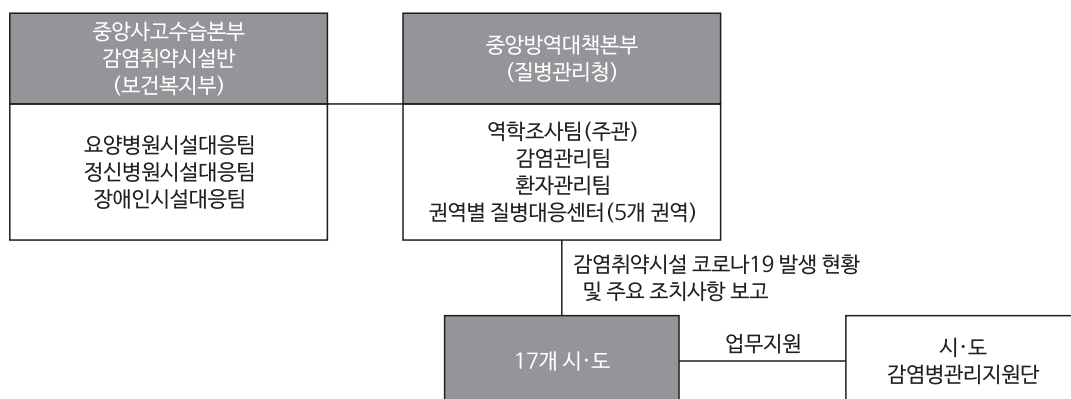 중앙사고수습본부
감염취약시설반
(보건복지부)
요양병원시설대응팀
정신병원시설대응팀
장애인시설대응팀
중앙방역대책본부
(질병관리청)
역학조사팀(주관)
감염관리팀
환자관리팀
권역별 질병대응센터(5개 권역)
감염취약시설 코로나19 발생 현황
및 주요 조치사항 보고
17개 시·도
업무지원
시·도
감염병관리지원단